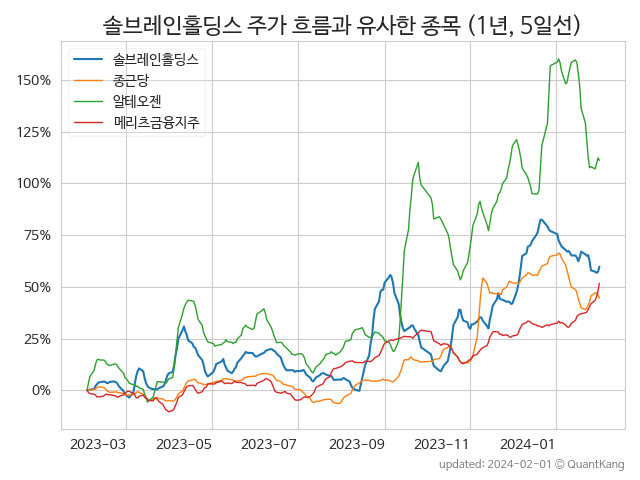 솔브레인홀딩스 주가 흐름과 유사한 종목 (1년, 5일선)
솔브레인홀딩스
종근당
알테오젠
메리츠금융지주
150%
125%
100%
75%
50%
25%
0%
2023-03 2023-05 2023-07 2023-09 2023-11 2024-01
updated: 2024-02-01 © QuantKang